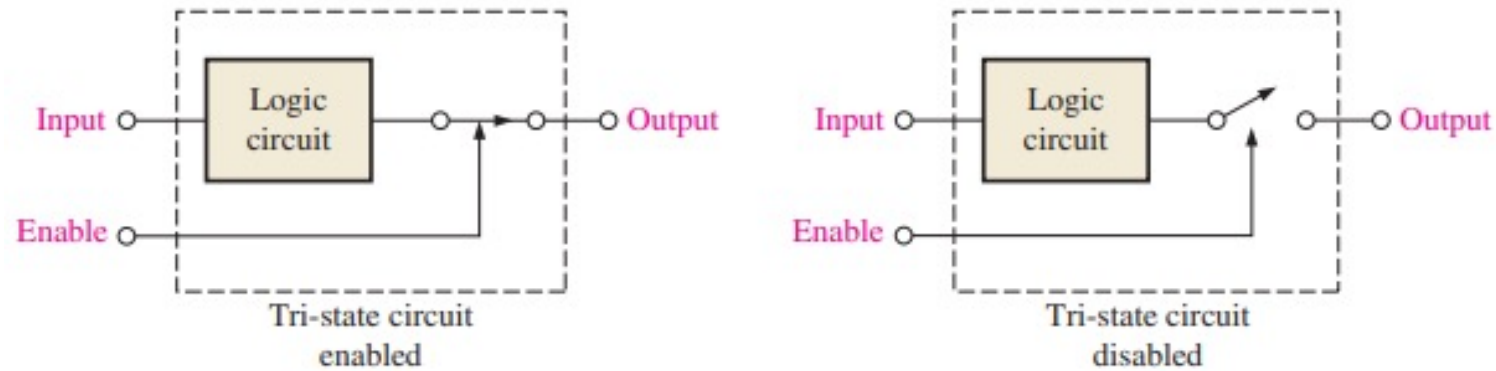 Input
Logic
circuit
Output
Enable
Tri-state circuit
enabled
Input
Logic
circuit
Output
Enable
Tri-state circuit
disabled